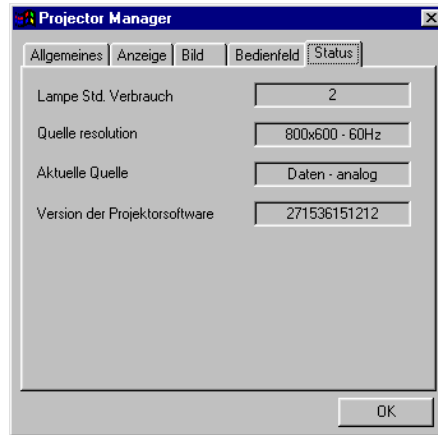 Projector Manager
Allgemeines Anzeige Bild Bedienfeld Status
Lampe Std. Verbrauch 2
Quelle resolution 800x600 - 60Hz
Aktuelle Quelle Daten - analog
Version der Projektorsoftware 271536151212
OK